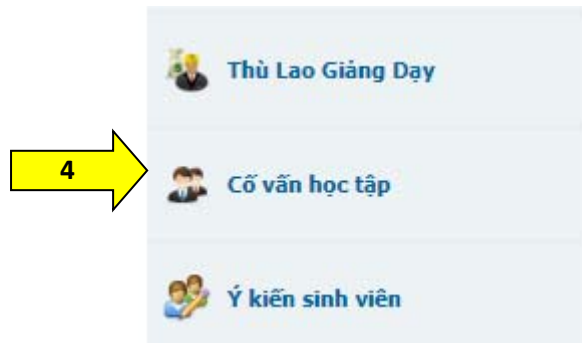 Thù Lao Giảng Dạy
4
Cố vấn học tập
Ý kiến sinh viên